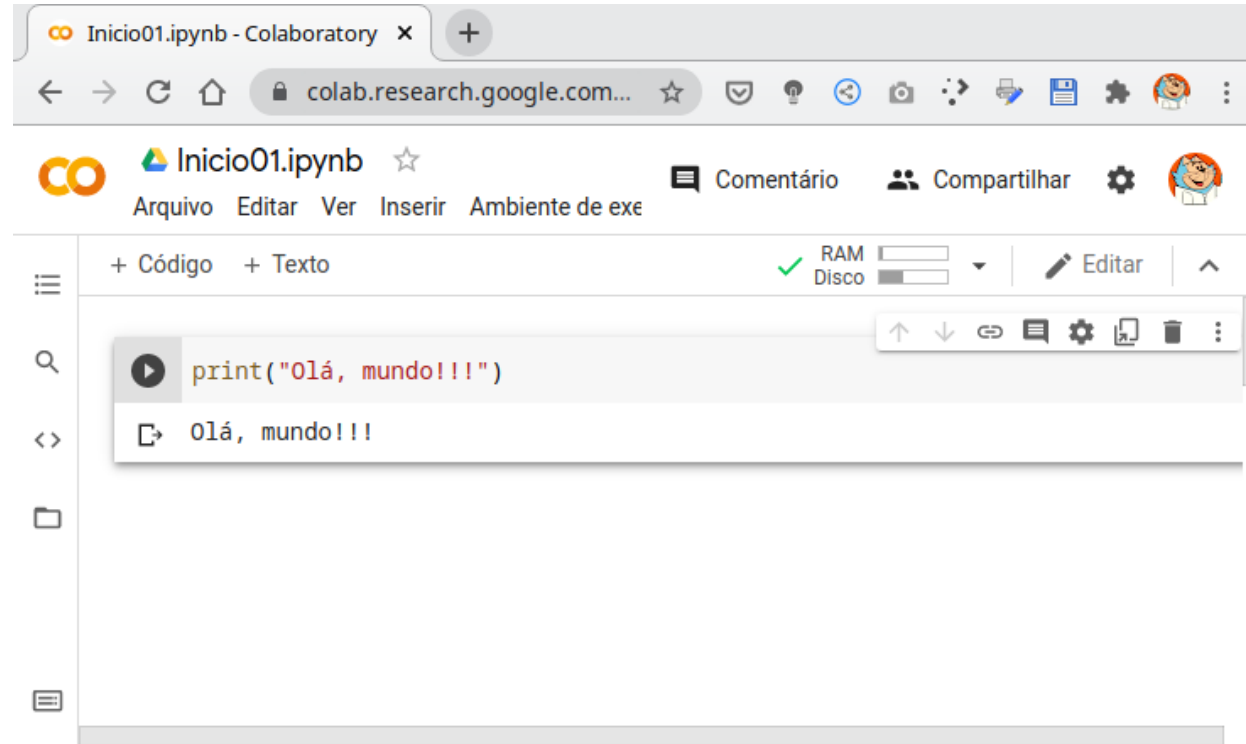 Inicio01.ipynb - Colaboratory
colab.research.google.com...
Inicio01.ipynb
Comentário Compartilhar
Arquivo Editar Ver Inserir Ambiente de exe
+ Código + Texto
RAM
Disco
Editar
print("Olá, mundo!!!")
Olá, mundo!!!